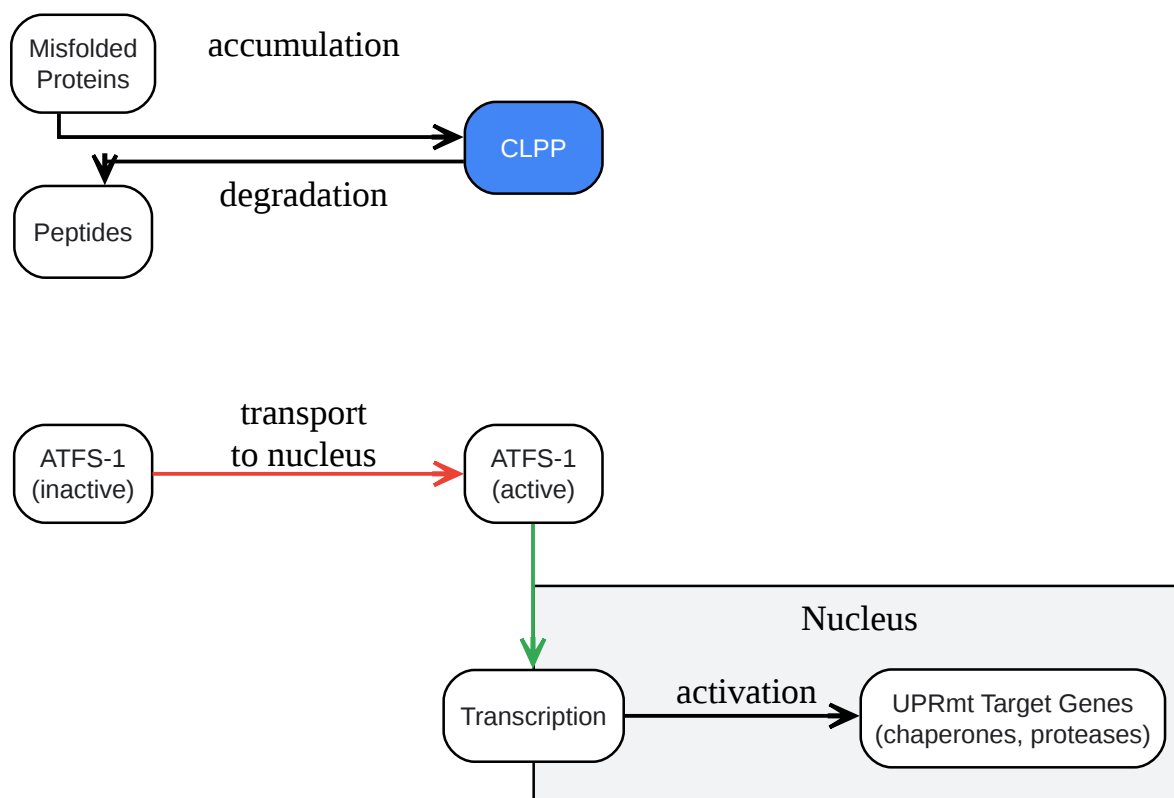 Misfolded
Proteins
accumulation
CLPP
degradation
Peptides
transport
to nucleus
ATFS-1
(inactive)
ATFS-1
(active)
Nucleus
Transcription
activation
UPRmt Target Genes
(chaperones, proteases)